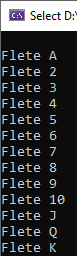 Select D:\
Flete A
Flete 2
Flete 3
Flete 4
Flete 5
Flete 6
Flete 7
Flete 8
Flete 9
Flete 10
Flete J
Flete Q
Flete K